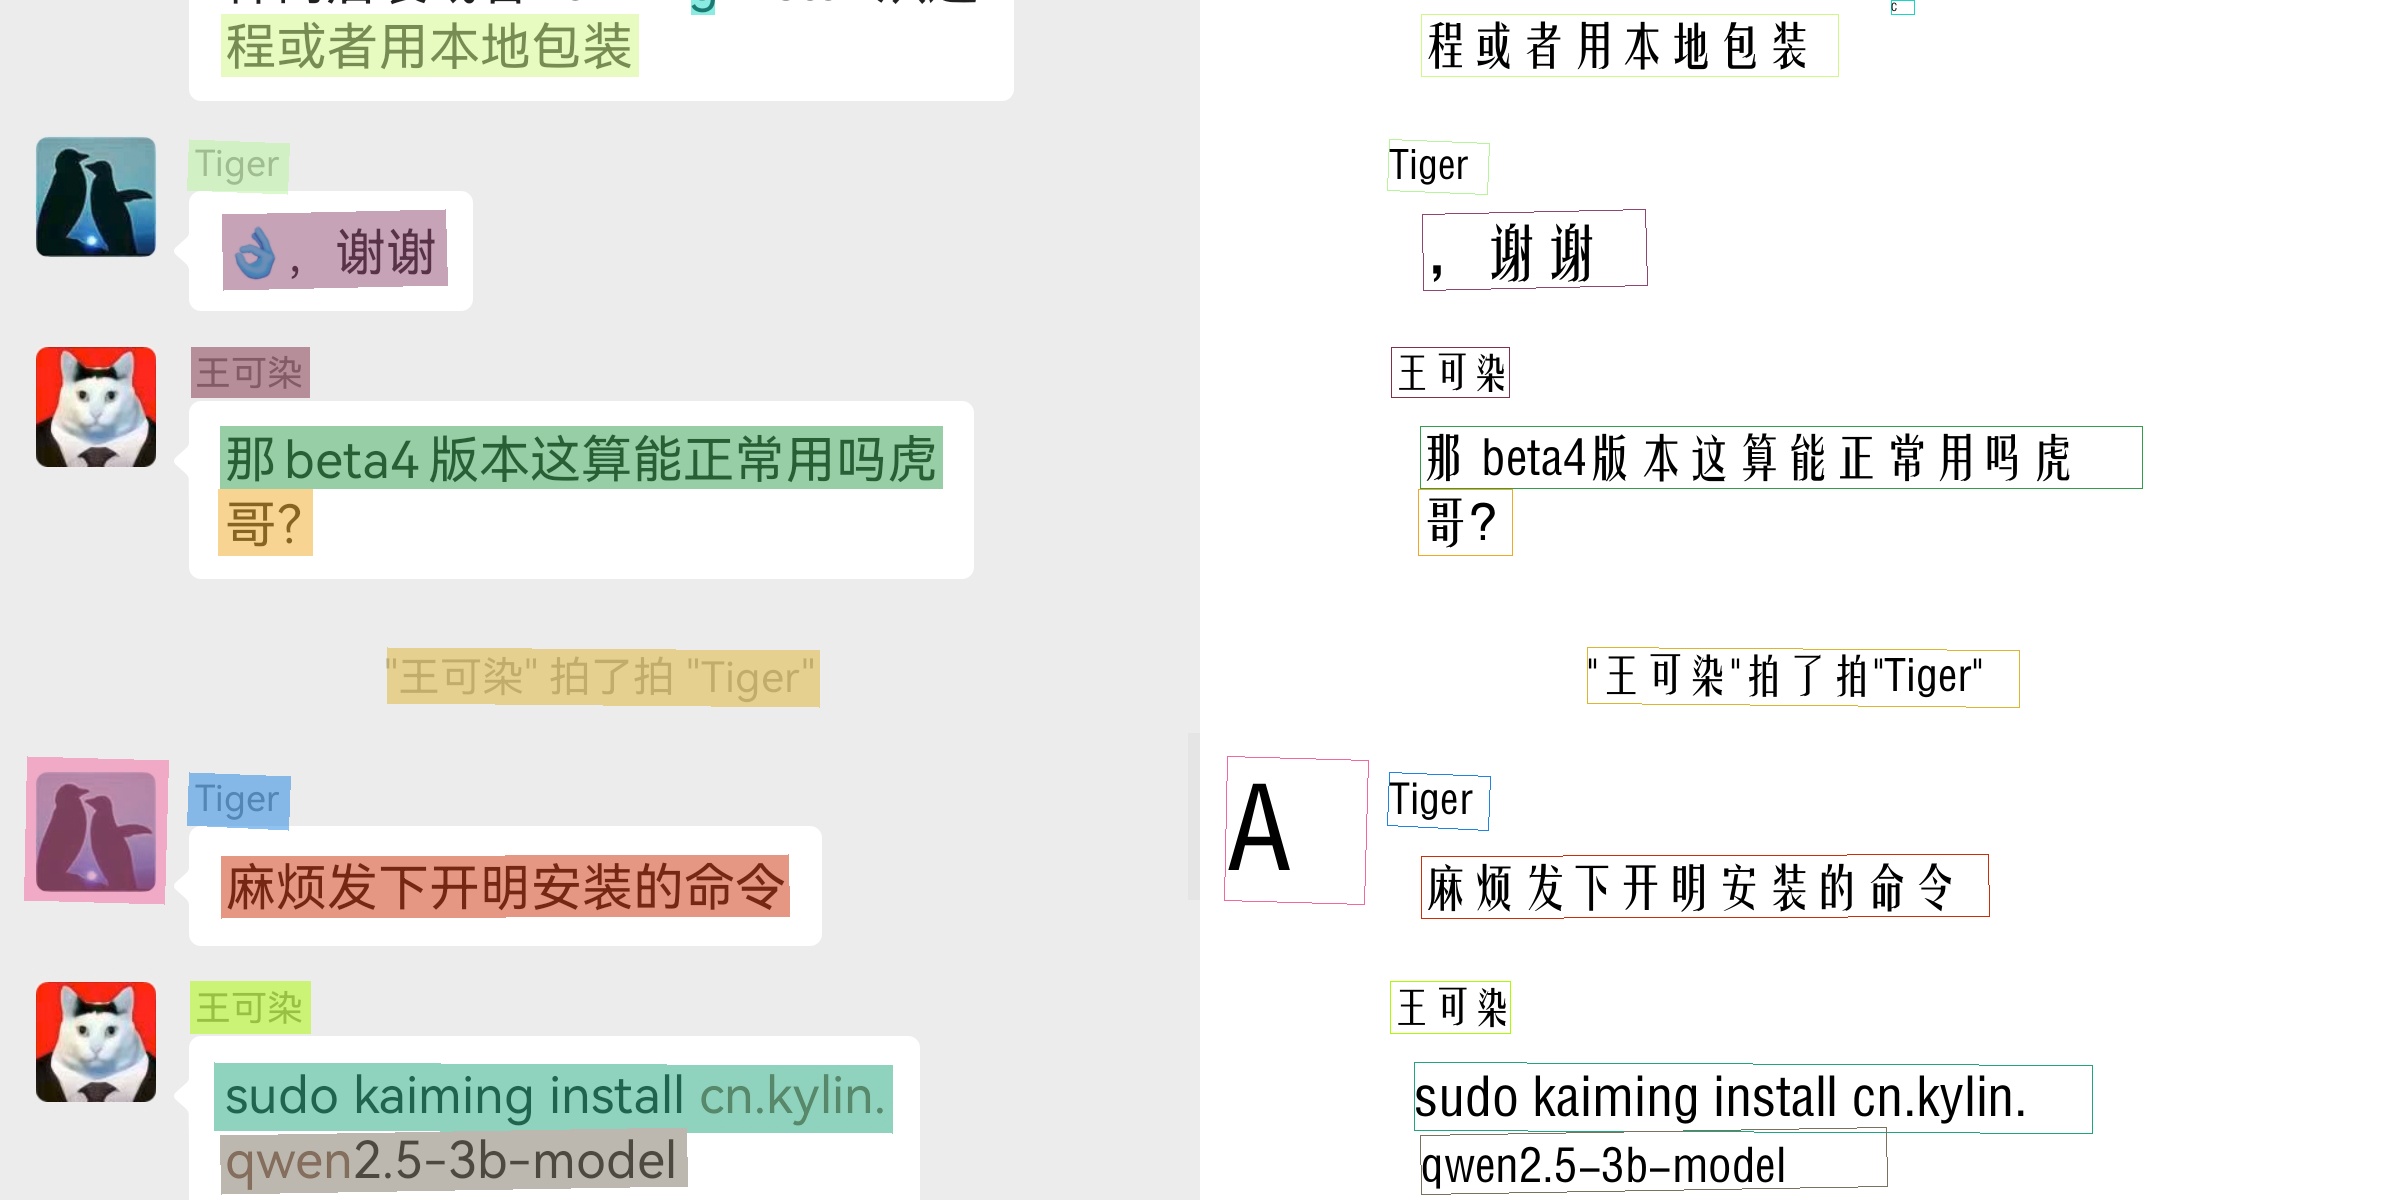 程或者用本地包装
程或者用本地包装
Tiger
Tiger
👌，谢谢
，谢谢
王可染
王可染
那beta4版本这算能正常用吗虎
那 beta4版本这算能正常用吗虎
哥?
哥?
"王可染" 拍了拍 "Tiger"
"王可染"拍了拍"Tiger"
Tiger
A
Tiger
麻烦发下开明安装的命令
麻烦发下开明安装的命令
王可染
王可染
sudo kaiming install cn.kylin.
sudo kaiming install cn.kylin.
qwen2.5-3b-model
qwen2.5-3b-model